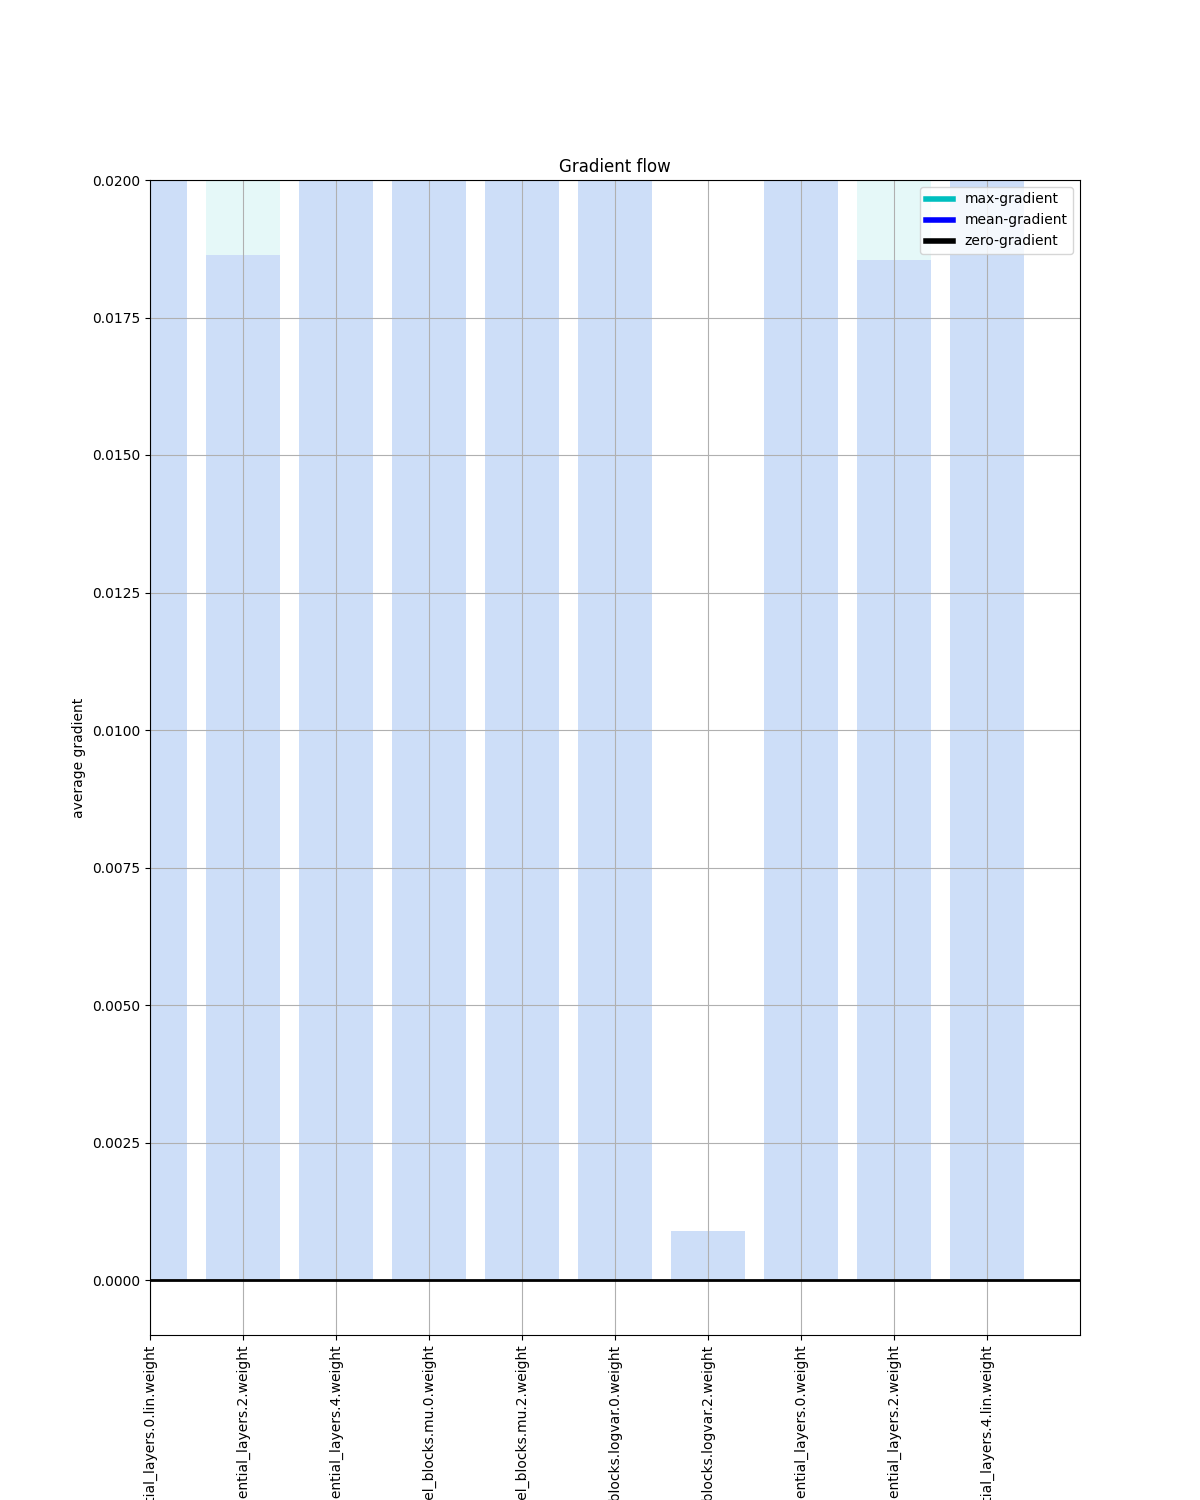 Gradient flow
max-gradient
mean-gradient
zero-gradient
0.0200
0.0175
0.0150
0.0125
0.0100
0.0075
0.0050
0.0025
0.0000
average gradient
tial_layers.0.lin.weight
ential_layers.2.weight
ential_layers.4.weight
el_blocks.mu.0.weight
el_blocks.mu.2.weight
blocks.logvar.0.weight
blocks.logvar.2.weight
ential_layers.0.weight
ential_layers.2.weight
tial_layers.4.lin.weight